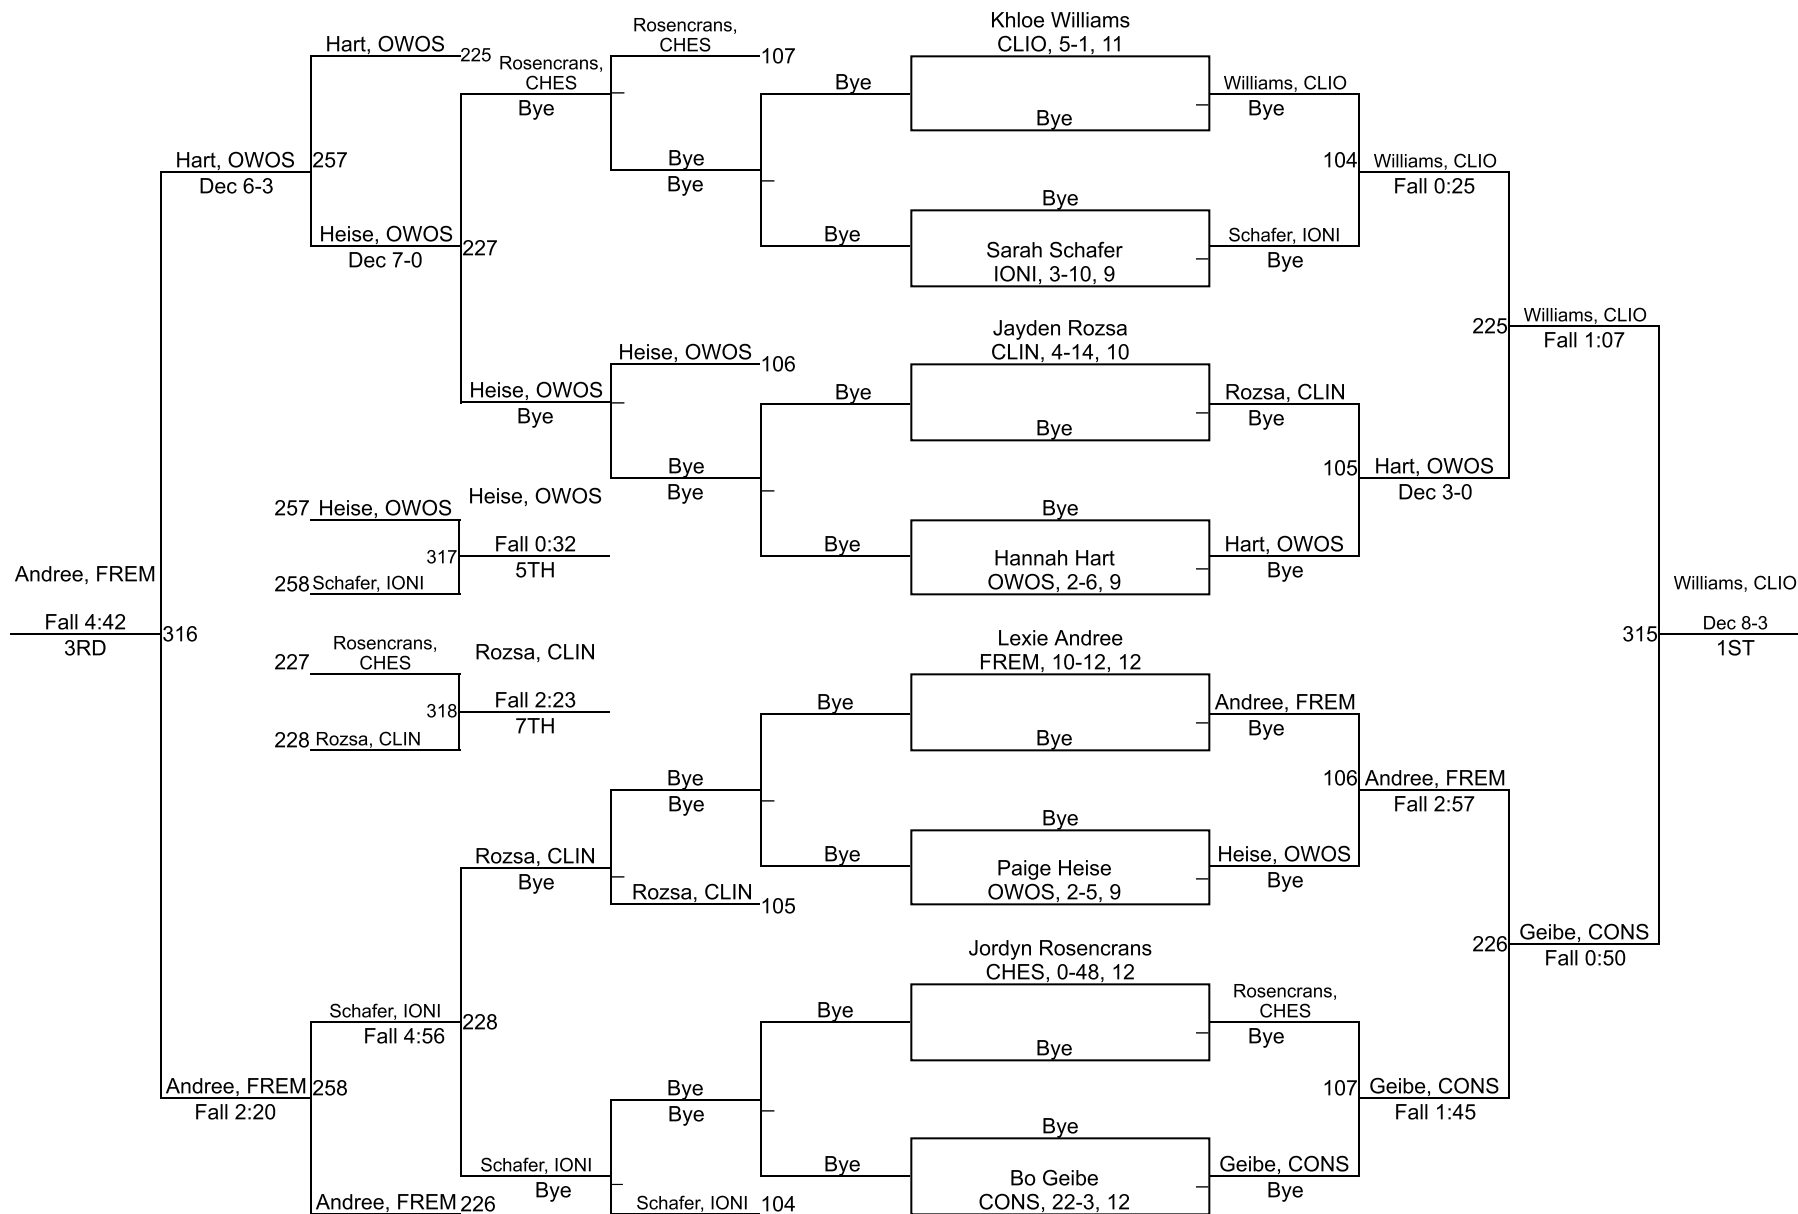 Hart, OWOS
225
Rosencrans,
CHES
Bye
Rosencrans,
CHES
107
Bye
Khloe Williams
CLIO, 5-1, 11
Bye
Williams, CLIO
Bye
Hart, OWOS
Dec 6-3
257
Bye
Bye
104
Williams, CLIO
Fall 0:25
Heise, OWOS
Dec 7-0
227
Bye
Bye
Sarah Schafer
IONI, 3-10, 9
Schafer, IONI
Bye
225
Williams, CLIO
Fall 1:07
Heise, OWOS
106
Jayden Rozsa
CLIN, 4-14, 10
Bye
Bye
Rozsa, CLIN
Bye
Heise, OWOS
Bye
Bye
Bye
105
Hart, OWOS
Dec 3-0
257
Heise, OWOS
Heise, OWOS
317
Fall 0:32
5TH
258
Schafer, IONI
Bye
Bye
Hannah Hart
OWOS, 2-6, 9
Hart, OWOS
Bye
Andree, FREM
Fall 4:42
3RD
316
Williams, CLIO
315
Dec 8-3
1ST
227
Rosencrans,
CHES
Rozsa, CLIN
318
Fall 2:23
7TH
228
Rozsa, CLIN
Lexie Andree
FREM, 10-12, 12
Bye
Bye
Andree, FREM
Bye
Bye
Bye
106
Andree, FREM
Fall 2:57
Rozsa, CLIN
Bye
Rozsa, CLIN
105
Bye
Bye
Paige Heise
OWOS, 2-5, 9
Heise, OWOS
Bye
226
Geibe, CONS
Fall 0:50
Jordyn Rosencrans
CHES, 0-48, 12
Bye
Bye
Rosencrans,
CHES
Bye
Schafer, IONI
Fall 4:56
228
Andree, FREM
Fall 2:20
258
Bye
Bye
107
Geibe, CONS
Fall 1:45
Schafer, IONI
Bye
Bye
Bye
Bo Geibe
CONS, 22-3, 12
Geibe, CONS
Bye
Andree, FREM
226
Schafer, IONI
104